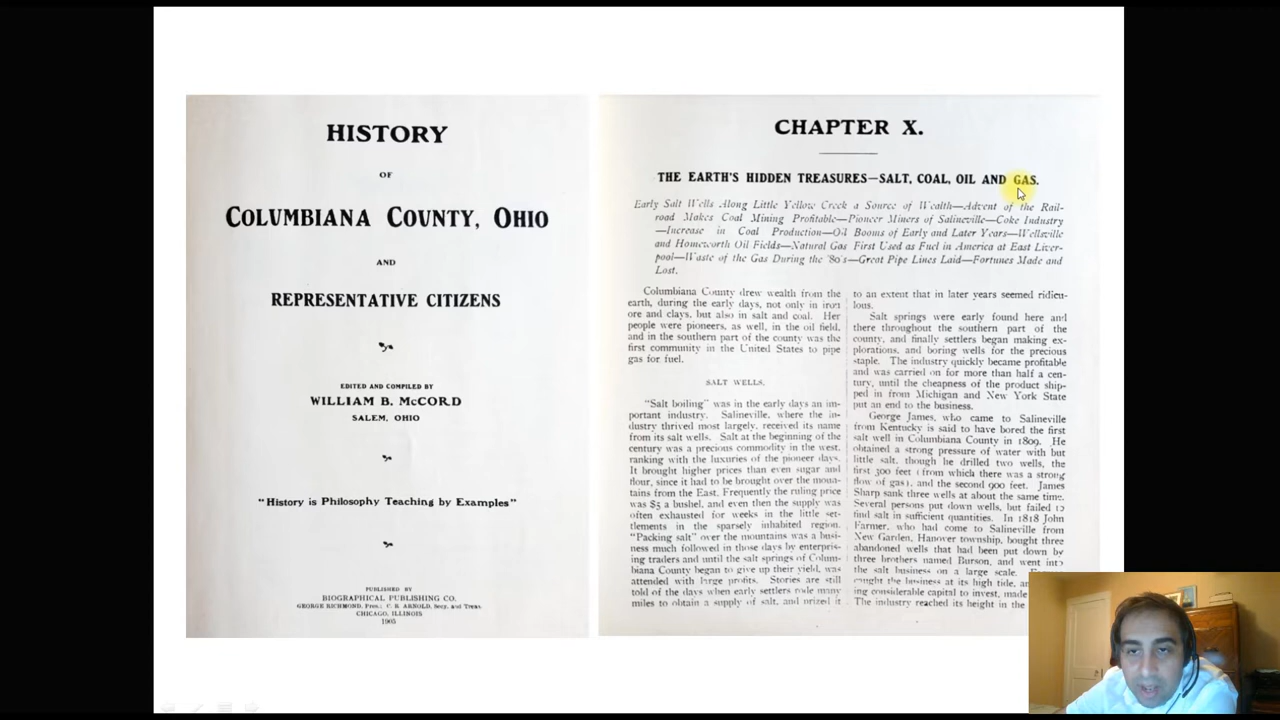 HISTORY
OF
COLUMBIANA COUNTY, OHIO
AND
REPRESENTATIVE CITIZENS
EDITED AND COMPILED BY
WILLIAM B. McCORD
SALEM, OHIO
"History is Philosophy Teaching by Examples"
PUBLISHED BY
BIOGRAPHICAL PUBLISHING CO.
GEORGE RICHMOND, Pres.; C. R. ARNOLD, Secy. and Treas.
CHICAGO, ILLINOIS
1905
CHAPTER X.
THE EARTH'S HIDDEN TREASURES—SALT, COAL, OIL AND GAS.
Early Salt Wells Along Little Yellow Creek a Source of Wealth—Advent of the Rail-
road Makes Coal Mining Profitable—Pioneer Miners of Salineville—Coke Industry
—Increase in Coal Production—Oil Booms of Early and Later Years—Wellsville
and Homeworth Oil Fields—Natural Gas First Used as Fuel in America at East Liver-
pool—Waste of the Gas During the '80's—Great Pipe Lines Laid—Fortunes Made and
Lost.
Columbiana County drew wealth from the
earth, during the early days, not only in iron
ore and clays, but also in salt and coal. Her
people were pioneers, as well, in the oil field,
and in the southern part of the county was the
first community in the United States to pipe
gas for fuel.
SALT WELLS.
"Salt boiling" was in the early days an im-
portant industry. Salineville, where the in-
dustry thrived most largely, received its name
from its salt wells. Salt at the beginning of the
century was a precious commodity in the west,
ranking with the luxuries of the pioneer days.
It brought higher prices than even sugar and
flour, since it had to be brought over the moun-
tains from the East. Frequently the ruling price
was $5 a bushel, and even then the supply was
often exhausted for weeks in the little set-
tlements in the sparsely inhabited region.
"Packing salt" over the mountains was a busi-
ness much followed in those days by enterpris-
ing traders and until the salt springs of Colum-
biana County began to give up their yield, was
attended with large profits. Stories are still
told of the days when early settlers rode many
miles to obtain a supply of salt, and prized it
to an extent that in later years seemed ridicu-
lous.
Salt springs were early found here and
there throughout the southern part of the
county, and finally settlers began making ex-
plorations, and boring wells for the precious
staple. The industry quickly became profitable
and was carried on for more than half a cen-
tury, until the cheapness of the product ship-
ped in from Michigan and New York State
put an end to the business.
George James, who came to Salineville
from Kentucky is said to have bored the first
salt well in Columbiana County in 1809. He
obtained a strong pressure of water with but
little salt, though he drilled two wells, the
first 300 feet (from which there was a strong
flow of gas), and the second 900 feet. James
Sharp sank three wells at about the same time.
Several persons put down wells, but failed to
find salt in sufficient quantities. In 1818 John
Farmer, who had come to Salineville from
New Garden, Hanover township, bought three
abandoned wells that had been put down by
three brothers named Burson, and went into
the salt business on a large scale.
caught the business at its high tide,
ing considerable capital to invest, made
The industry reached its height in the